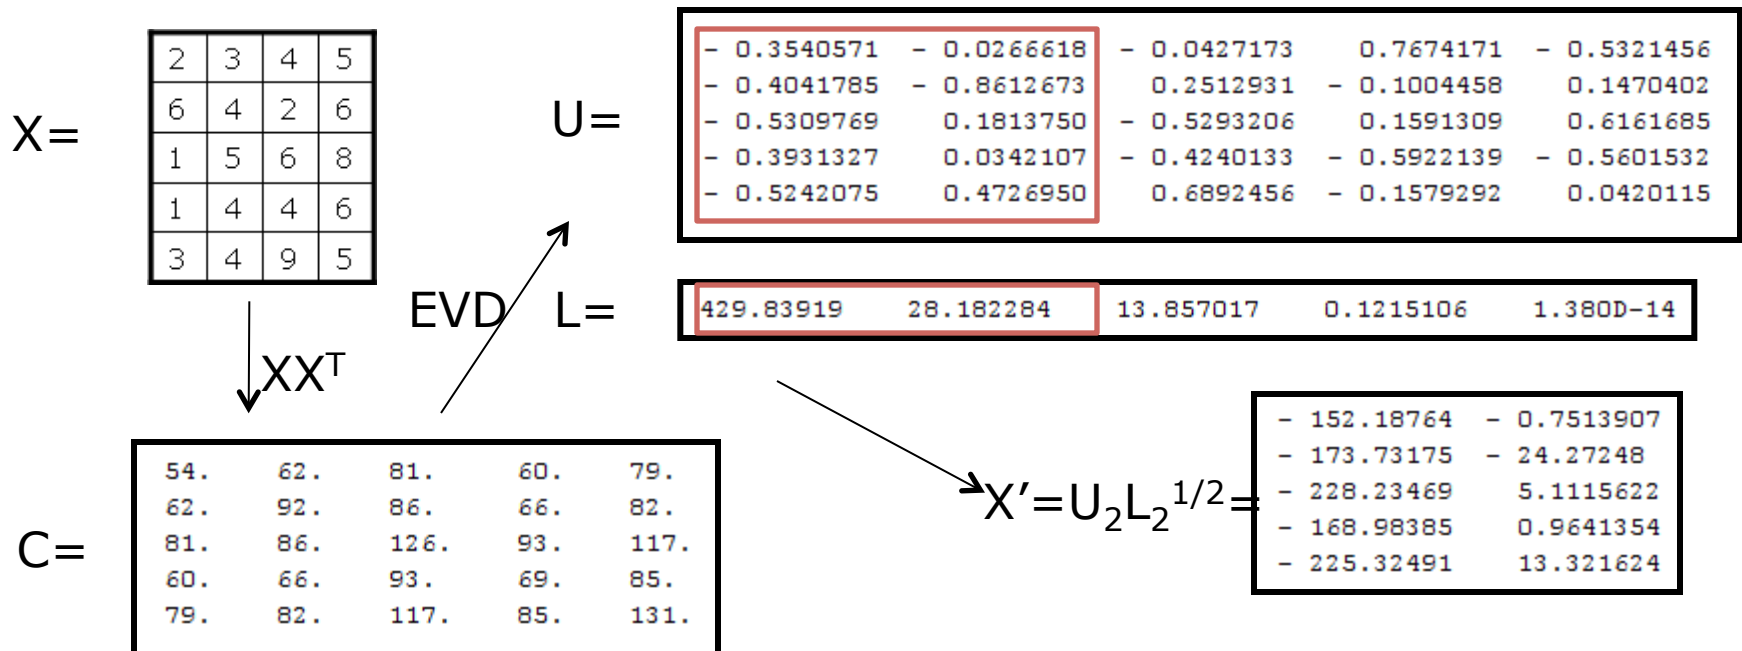 X=
2 3 4 5
6 4 2 6
1 5 6 8
1 4 4 6
3 4 9 5
U=
- 0.3540571 - 0.0266618 - 0.0427173 0.7674171 - 0.5321456
- 0.4041785 - 0.8612673 0.2512931 - 0.1004458 0.1470402
- 0.5309769 0.1813750 - 0.5293206 0.1591309 0.6161685
- 0.3931327 0.0342107 - 0.4240133 - 0.5922139 - 0.5601532
- 0.5242075 0.4726950 0.6892456 - 0.1579292 0.0420115
EVD
L=
429.83919 28.182284 13.857017 0.1215106 1.380D-14
XXᵀ
C=
54. 62. 81. 60. 79.
62. 92. 86. 66. 82.
81. 86. 126. 93. 117.
60. 66. 93. 69. 85.
79. 82. 117. 85. 131.
X′=U₂L₂¹ᐟ²=
- 152.18764 - 0.7513907
- 173.73175 - 24.27248
- 228.23469 5.1115622
- 168.98385 0.9641354
- 225.32491 13.321624